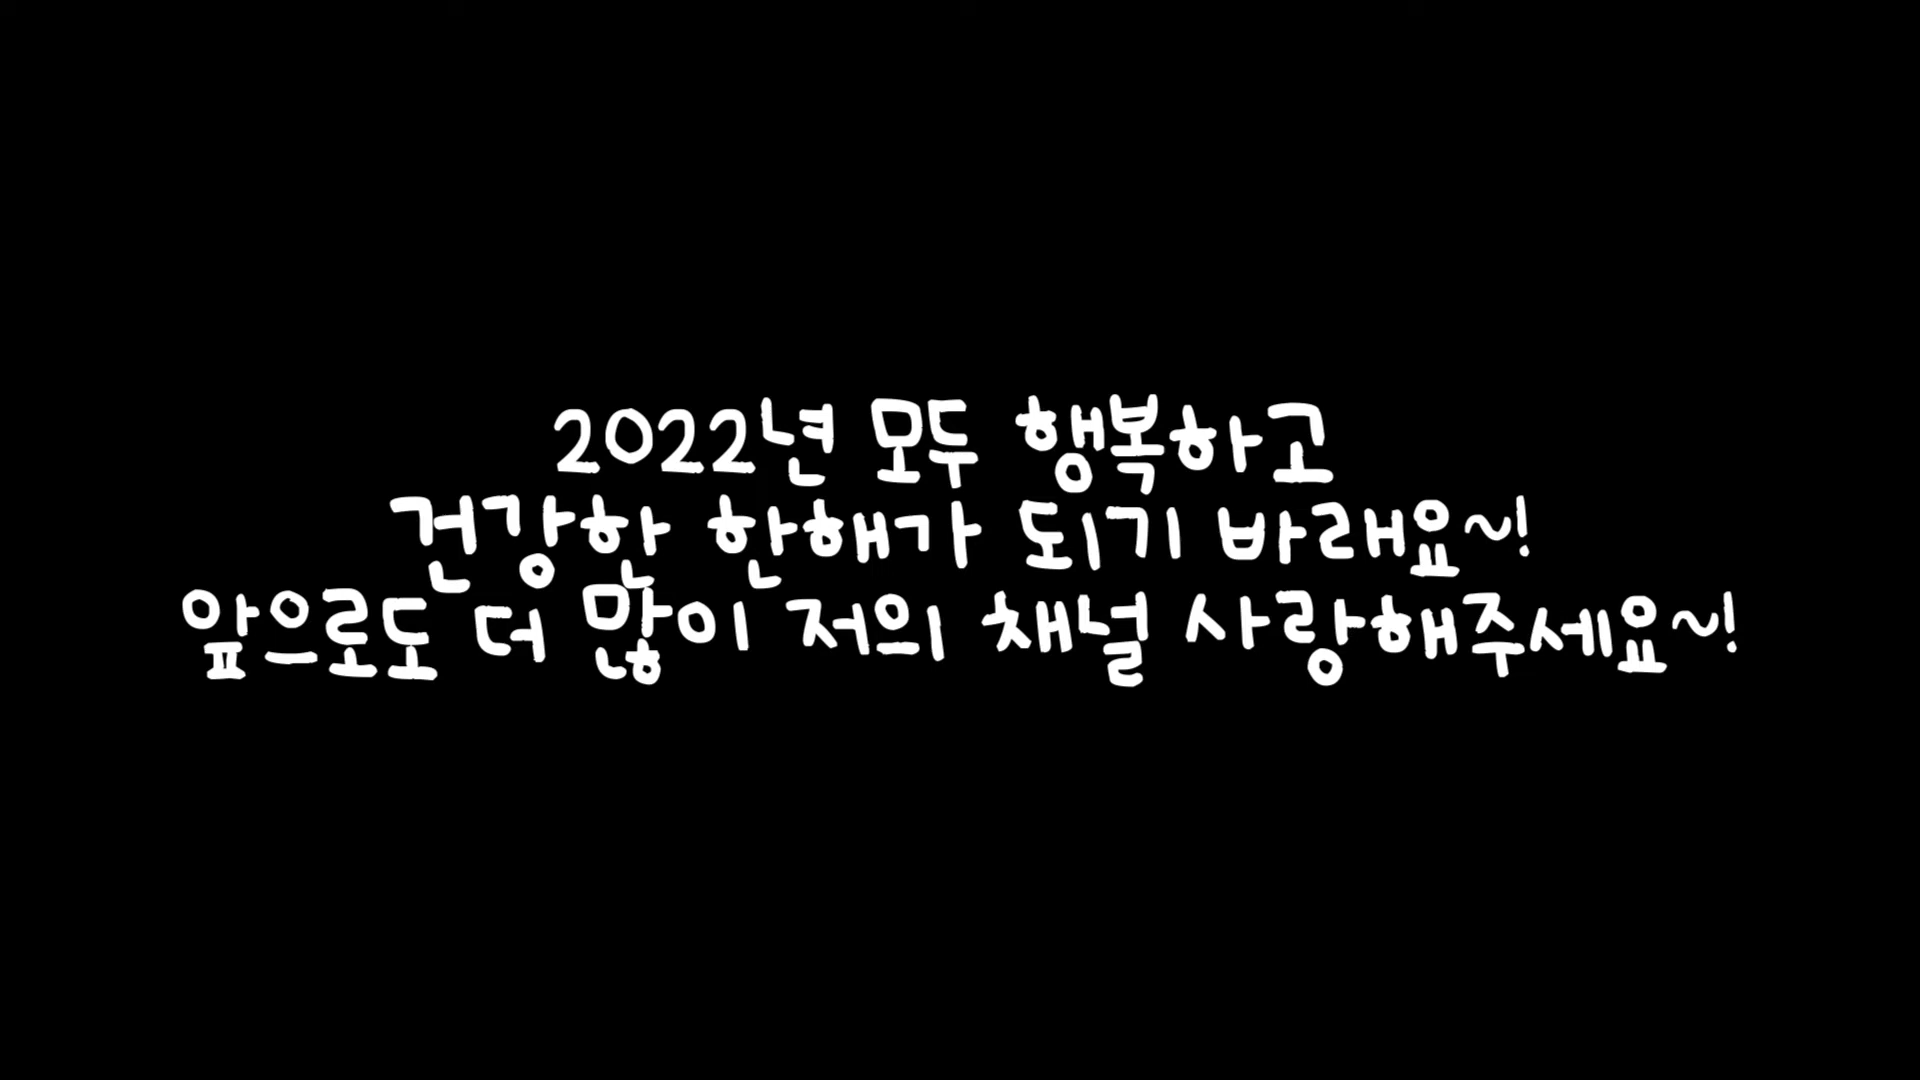 2022년 모두 행복하고
건강한 한해가 되기 바래요~!
앞으로도 더 많이 저의 채널 사랑해주세요~!